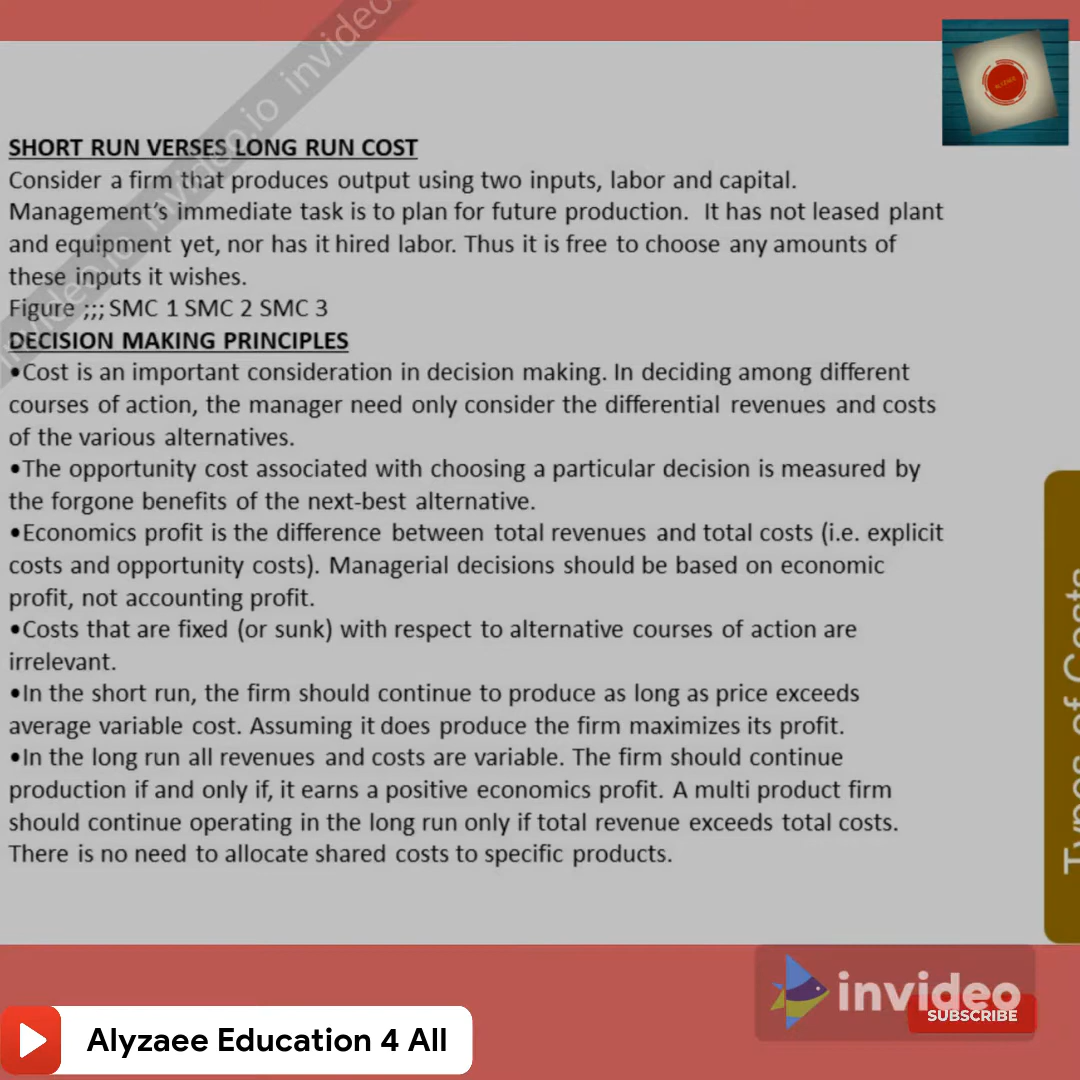 invideo.io invideo.io invideo
SHORT RUN VERSES LONG RUN COST
Consider a firm that produces output using two inputs, labor and capital.
Management's immediate task is to plan for future production. It has not leased plant
and equipment yet, nor has it hired labor. Thus it is free to choose any amounts of
these inputs it wishes.
Figure ;;; SMC 1 SMC 2 SMC 3
DECISION MAKING PRINCIPLES
•Cost is an important consideration in decision making. In deciding among different
courses of action, the manager need only consider the differential revenues and costs
of the various alternatives.
•The opportunity cost associated with choosing a particular decision is measured by
the forgone benefits of the next-best alternative.
•Economics profit is the difference between total revenues and total costs (i.e. explicit
costs and opportunity costs). Managerial decisions should be based on economic
profit, not accounting profit.
•Costs that are fixed (or sunk) with respect to alternative courses of action are
irrelevant.
•In the short run, the firm should continue to produce as long as price exceeds
average variable cost. Assuming it does produce the firm maximizes its profit.
•In the long run all revenues and costs are variable. The firm should continue
production if and only if, it earns a positive economics profit. A multi product firm
should continue operating in the long run only if total revenue exceeds total costs.
There is no need to allocate shared costs to specific products.
Types of Costs
invideo
SUBSCRIBE
Alyzaee Education 4 All